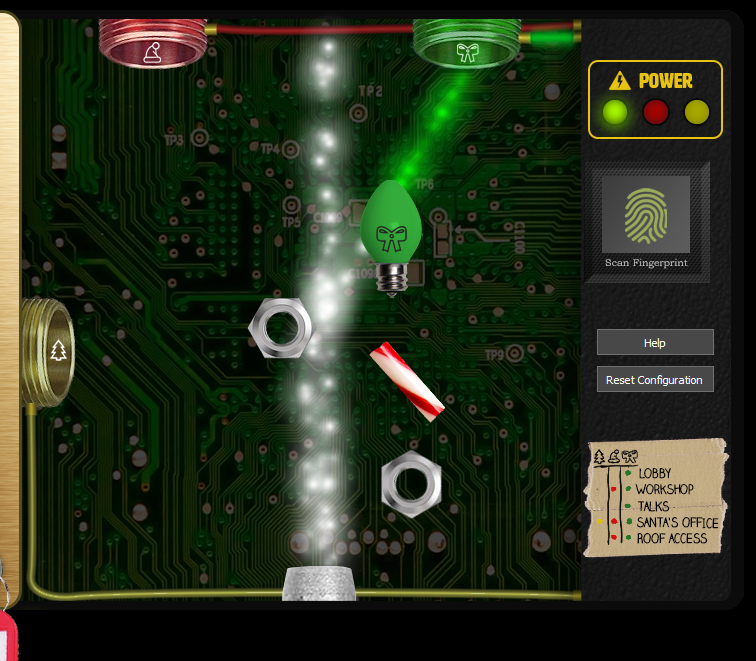 POWER
TP2
TP3
TP4
TP6
Scan Fingerprint
TP5
Help
TP9
Reset Configuration
LOBBY
WORKSHOP
TALKS
SANTA'S OFFICE
ROOF ACCESS